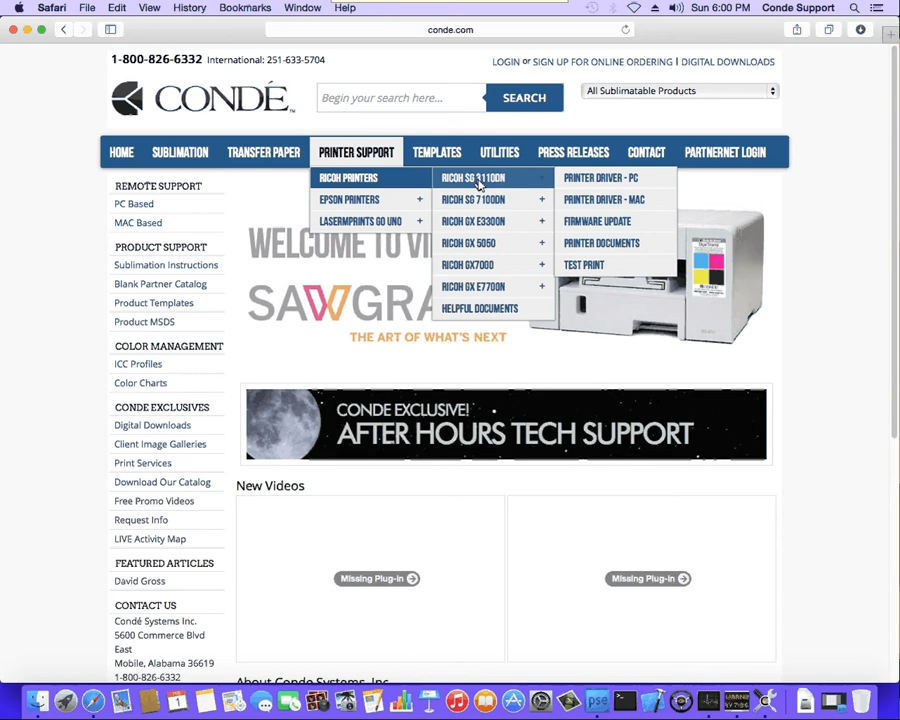 Safari File Edit View History Bookmarks Window Help
Sun 6:00 PM Conde Support
conde.com
1-800-826-6332 International: 251-633-5704
LOGIN or SIGN UP FOR ONLINE ORDERING | DIGITAL DOWNLOADS
CONDÉ
Begin your search here...
SEARCH
All Sublimatable Products
HOME SUBLIMATION TRANSFER PAPER PRINTER SUPPORT TEMPLATES UTILITIES PRESS RELEASES CONTACT PARTNERNET LOGIN
RICOH PRINTERS
EPSON PRINTERS +
LASERMPRINTS GO UNO +
RICOH SG 3110DN
RICOH SG 7100DN +
RICOH GX E3300N +
RICOH GX 5050 +
RICOH GX7000 +
RICOH GX E7700N +
HELPFUL DOCUMENTS
PRINTER DRIVER - PC
PRINTER DRIVER - MAC
FIRMWARE UPDATE
PRINTER DOCUMENTS
TEST PRINT
REMOTE SUPPORT
PC Based
MAC Based
PRODUCT SUPPORT
Sublimation Instructions
Blank Partner Catalog
Product Templates
Product MSDS
COLOR MANAGEMENT
ICC Profiles
Color Charts
CONDE EXCLUSIVES
Digital Downloads
Client Image Galleries
Print Services
Download Our Catalog
Free Promo Videos
Request Info
LIVE Activity Map
FEATURED ARTICLES
David Gross
CONTACT US
Condé Systems Inc.
5600 Commerce Blvd
East
Mobile, Alabama 36619
1-800-826-6332
WELCOME TO VI
SAWGRA
THE ART OF WHAT'S NEXT
CONDE EXCLUSIVE!
AFTER HOURS TECH SUPPORT
New Videos
Missing Plug-in
Missing Plug-in
About Conde Systems, Inc.
pse